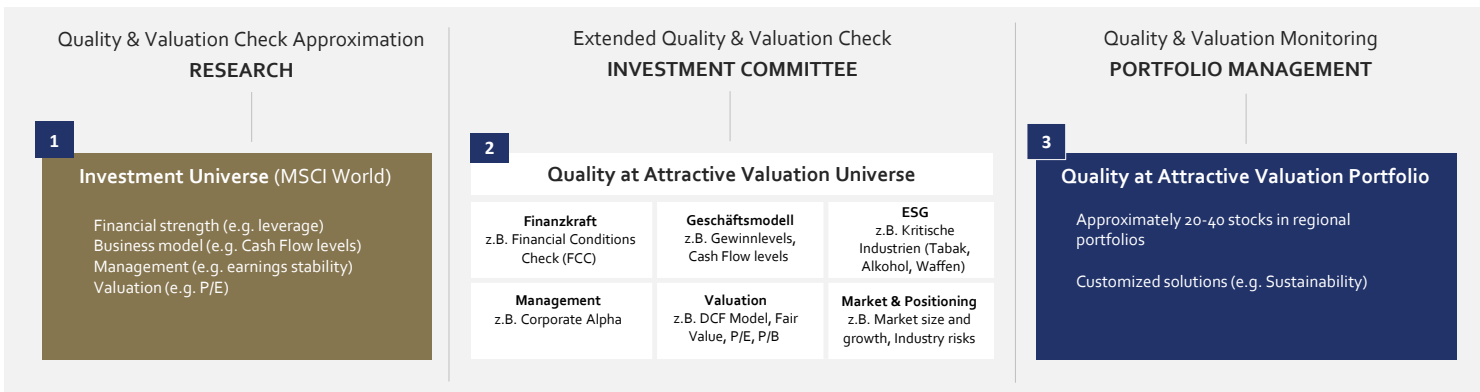 Quality & Valuation Check Approximation
RESEARCH
1
Investment Universe (MSCI World)
Financial strength (e.g. leverage)
Business model (e.g. Cash Flow levels)
Management (e.g. earnings stability)
Valuation (e.g. P/E)
Extended Quality & Valuation Check
INVESTMENT COMMITTEE
2
Quality at Attractive Valuation Universe
Finanzkraft
z.B. Financial Conditions
Check (FCC)
Geschäftsmodell
z.B. Gewinnlevels,
Cash Flow levels
ESG
z.B. Kritische
Industrien (Tabak,
Alkohol, Waffen)
Management
z.B. Corporate Alpha
Valuation
z.B. DCF Model, Fair
Value, P/E, P/B
Market & Positioning
z.B. Market size and
growth, Industry risks
Quality & Valuation Monitoring
PORTFOLIO MANAGEMENT
3
Quality at Attractive Valuation Portfolio
Approximately 20-40 stocks in regional
portfolios
Customized solutions (e.g. Sustainability)